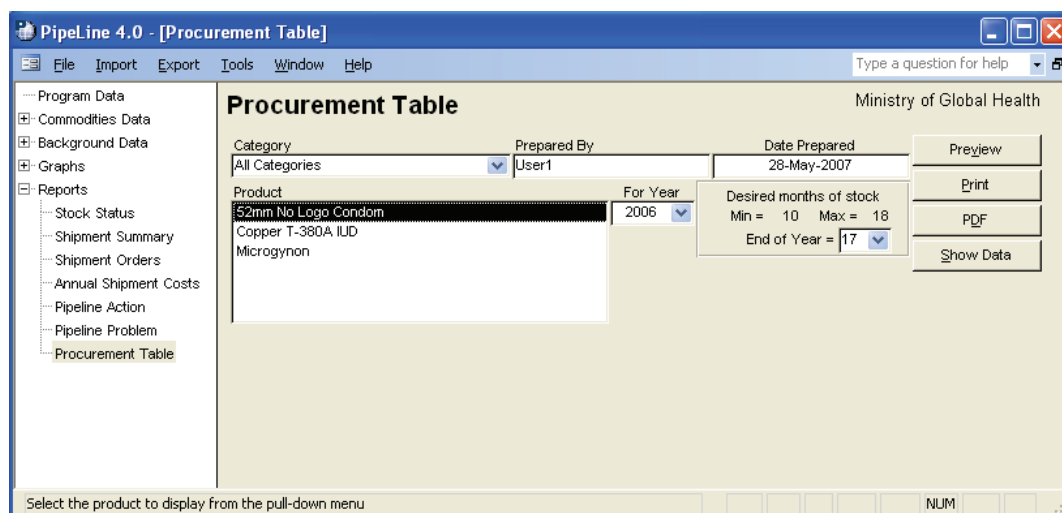 PipeLine 4.0 - [Procurement Table]
File Import Export Tools Window Help Type a question for help
Program Data
Commodities Data
Background Data
Graphs
Reports
Stock Status
Shipment Summary
Shipment Orders
Annual Shipment Costs
Pipeline Action
Pipeline Problem
Procurement Table
Procurement Table
Ministry of Global Health
Category Prepared By Date Prepared
All Categories User1 28-May-2007
Product For Year
52mm No Logo Condom 2006
Copper T-380A IUD
Microgynon
Desired months of stock
Min = 10 Max = 18
End of Year = 17
Preview
Print
PDF
Show Data
Select the product to display from the pull-down menu NUM